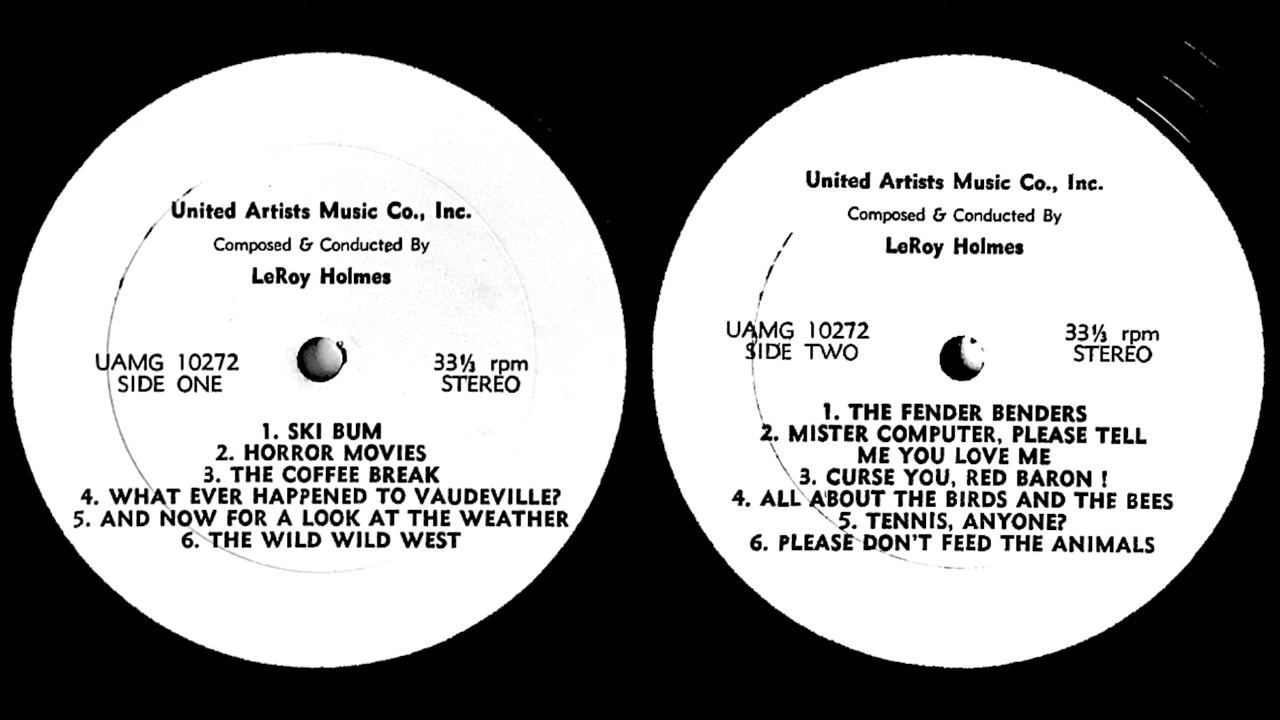 United Artists Music Co., Inc.
Composed & Conducted By
LeRoy Holmes
UAMG 10272
SIDE ONE
33⅓ rpm
STEREO
1. SKI BUM
2. HORROR MOVIES
3. THE COFFEE BREAK
4. WHAT EVER HAPPENED TO VAUDEVILLE?
5. AND NOW FOR A LOOK AT THE WEATHER
6. THE WILD WILD WEST
United Artists Music Co., Inc.
Composed & Conducted By
LeRoy Holmes
UAMG 10272
SIDE TWO
33⅓ rpm
STEREO
1. THE FENDER BENDERS
2. MISTER COMPUTER, PLEASE TELL
ME YOU LOVE ME
3. CURSE YOU, RED BARON !
4. ALL ABOUT THE BIRDS AND THE BEES
5. TENNIS, ANYONE?
6. PLEASE DON'T FEED THE ANIMALS